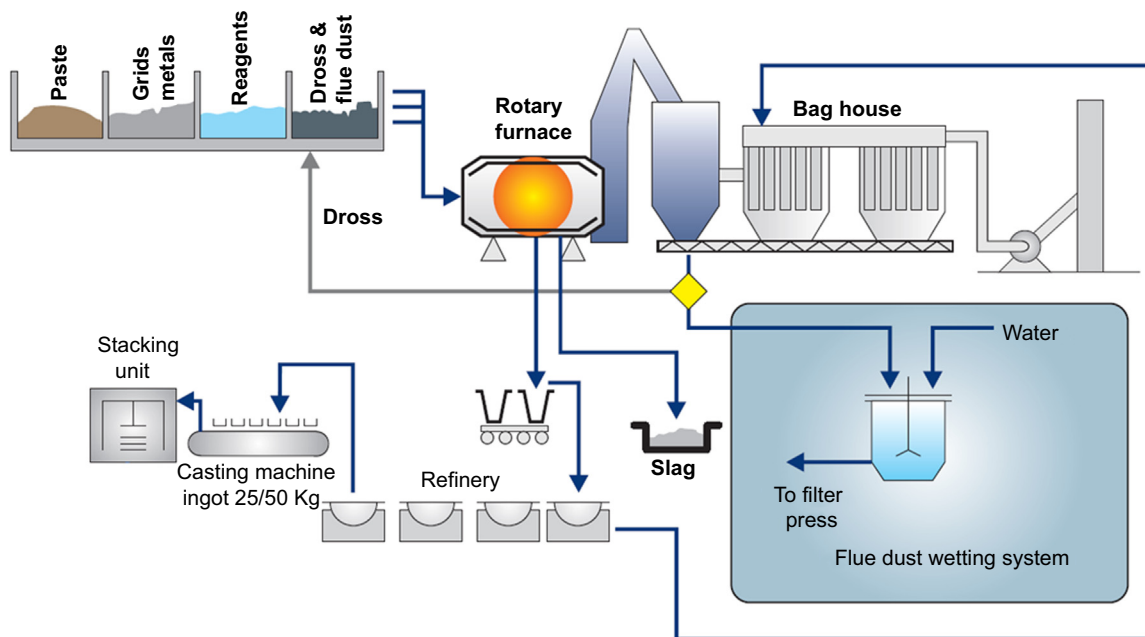 Paste
Grids
metals
Reagents
Dross &
flue dust
Rotary
furnace
Bag house
Dross
Water
Stacking
unit
Casting machine
ingot 25/50 Kg
Refinery
Slag
To filter
press
Flue dust wetting system